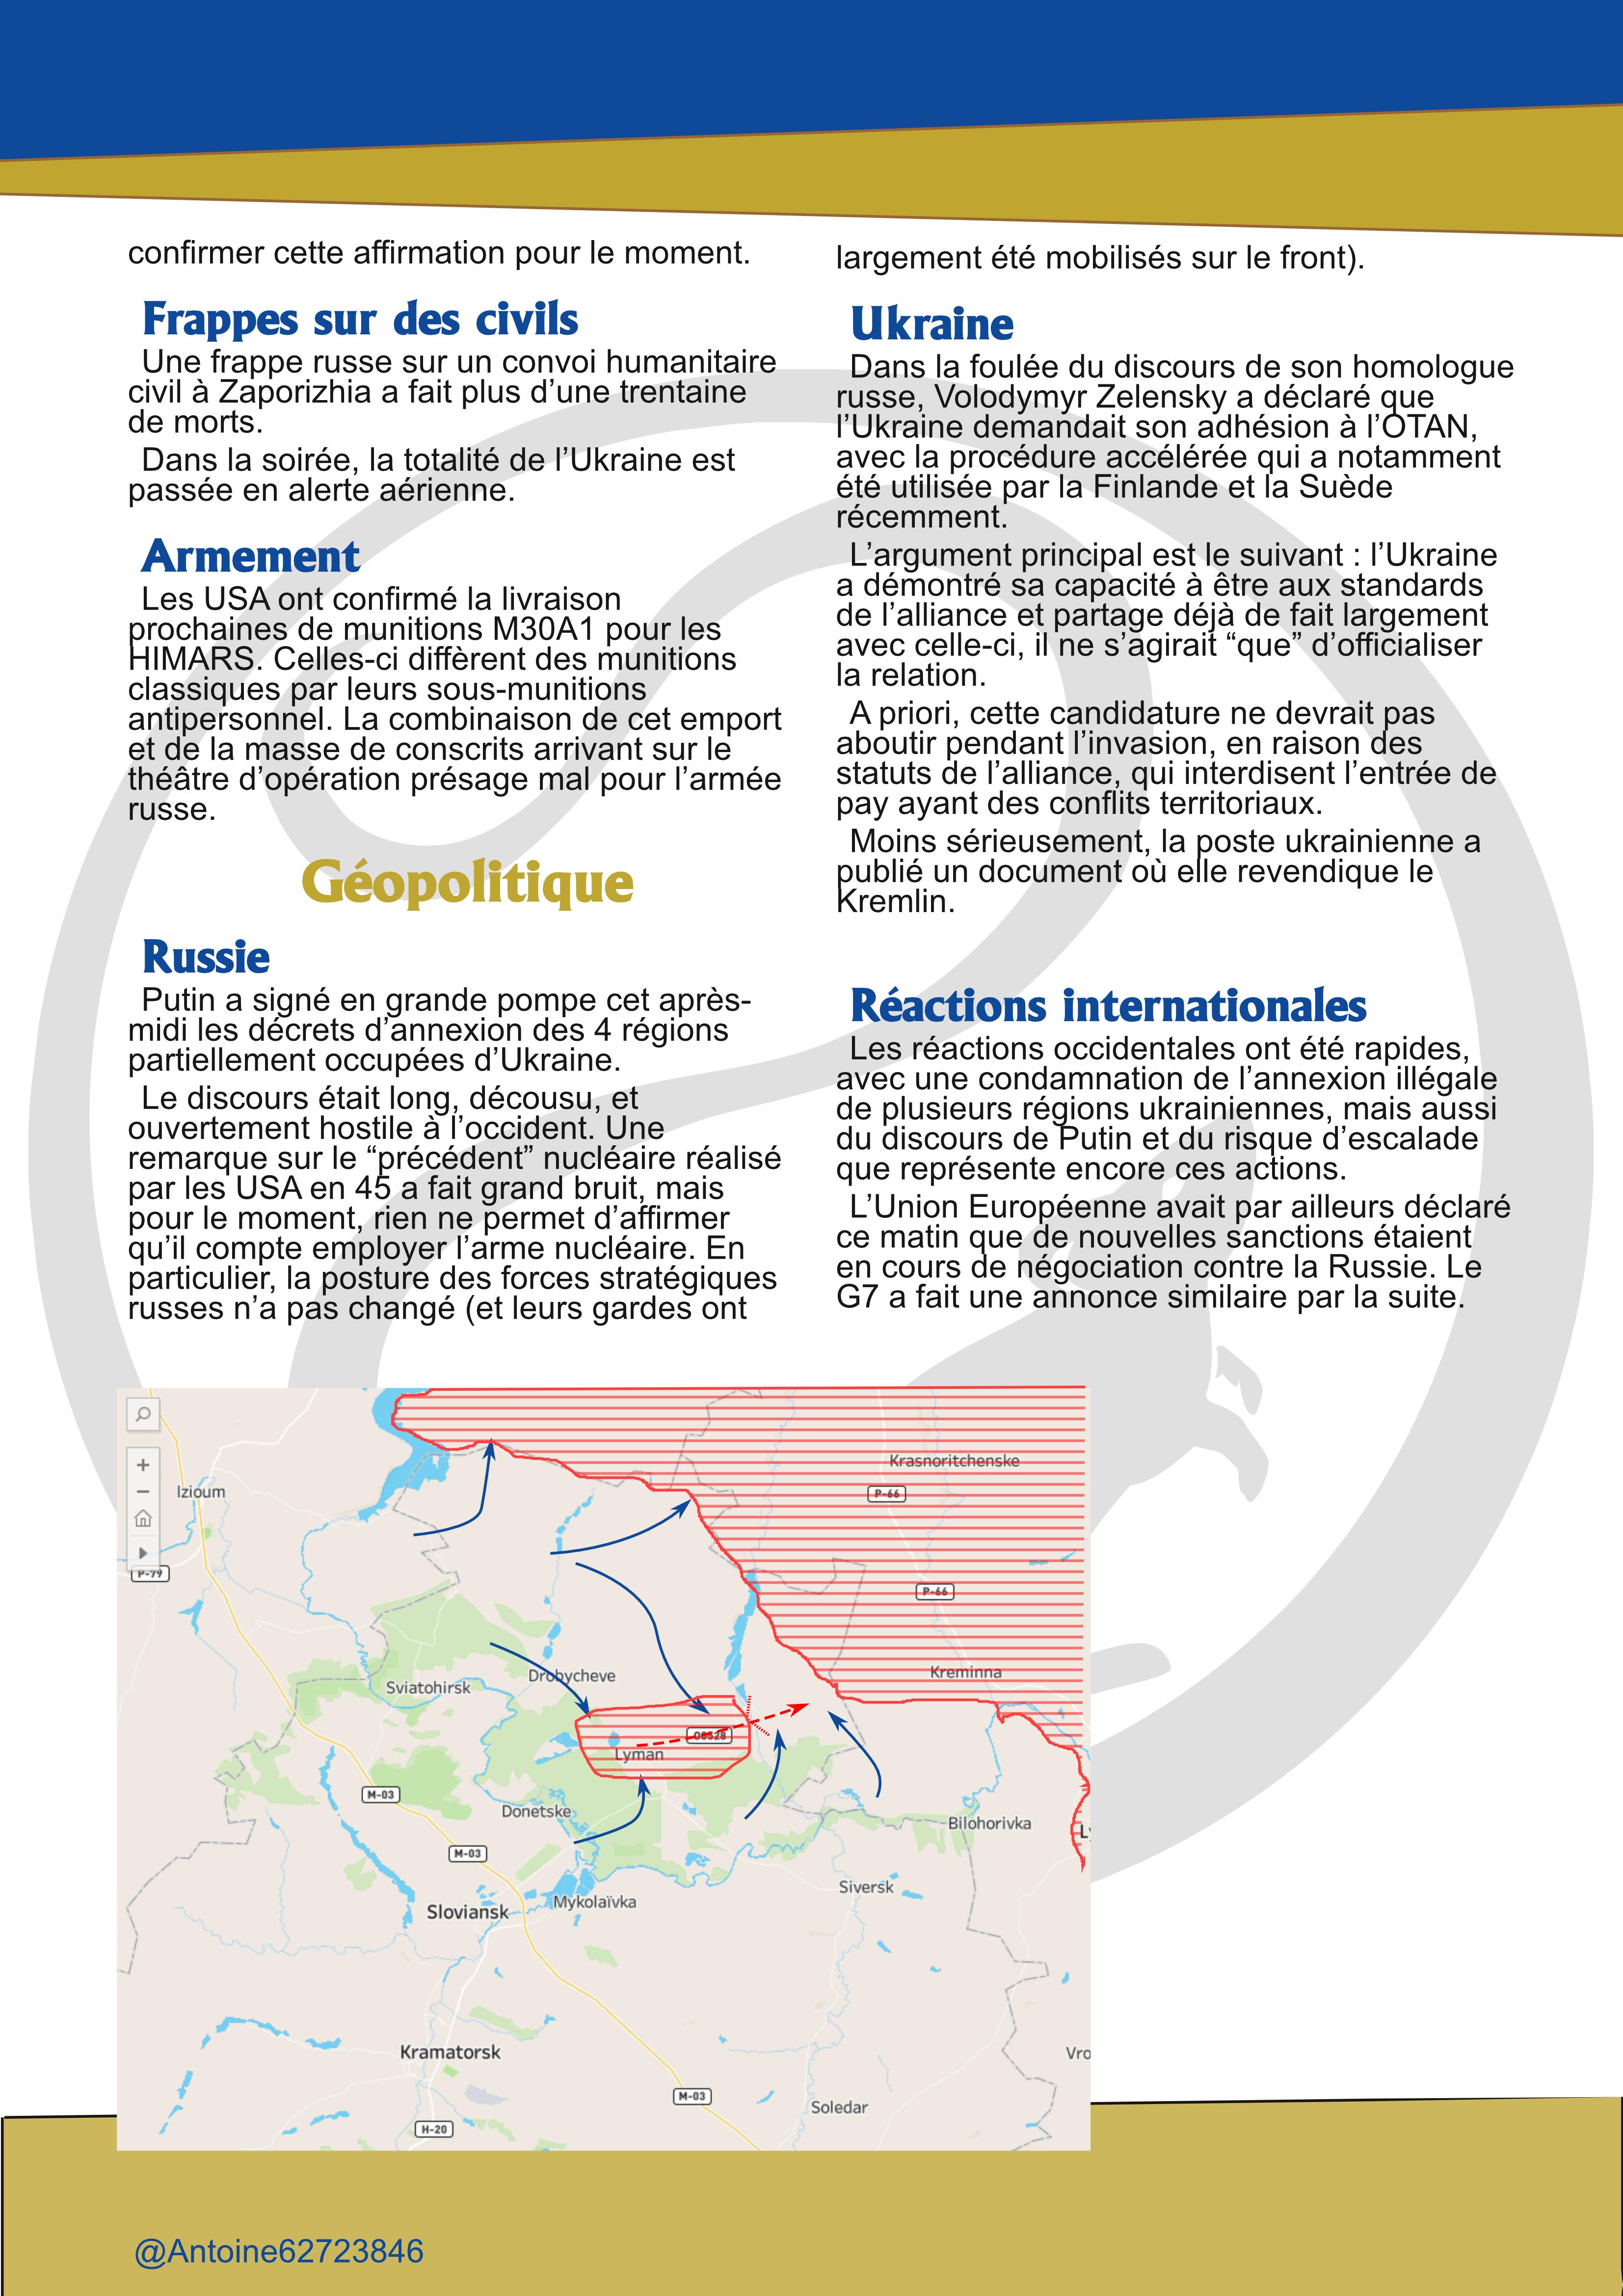 confirmer cette affirmation pour le moment.
Frappes sur des civils
Une frappe russe sur un convoi humanitaire
civil à Zaporizhia a fait plus d’une trentaine
de morts.
Dans la soirée, la totalité de l’Ukraine est
passée en alerte aérienne.
Armement
Les USA ont confirmé la livraison
prochaines de munitions M30A1 pour les
HIMARS. Celles-ci diffèrent des munitions
classiques par leurs sous-munitions
antipersonnel. La combinaison de cet emport
et de la masse de conscrits arrivant sur le
théâtre d’opération présage mal pour l’armée
russe.
Géopolitique
Russie
Putin a signé en grande pompe cet après-
midi les décrets d’annexion des 4 régions
partiellement occupées d’Ukraine.
Le discours était long, décousu, et
ouvertement hostile à l’occident. Une
remarque sur le “précédent” nucléaire réalisé
par les USA en 45 a fait grand bruit, mais
pour le moment, rien ne permet d’affirmer
qu’il compte employer l’arme nucléaire. En
particulier, la posture des forces stratégiques
russes n’a pas changé (et leurs gardes ont
largement été mobilisés sur le front).
Ukraine
Dans la foulée du discours de son homologue
russe, Volodymyr Zelensky a déclaré que
l’Ukraine demandait son adhésion à l’OTAN,
avec la procédure accélérée qui a notamment
été utilisée par la Finlande et la Suède
récemment.
L’argument principal est le suivant : l’Ukraine
a démontré sa capacité à être aux standards
de l’alliance et partage déjà de fait largement
avec celle-ci, il ne s’agirait “que” d’officialiser
la relation.
A priori, cette candidature ne devrait pas
aboutir pendant l’invasion, en raison des
statuts de l’alliance, qui interdisent l’entrée de
pay ayant des conflits territoriaux.
Moins sérieusement, la poste ukrainienne a
publié un document où elle revendique le
Kremlin.
Réactions internationales
Les réactions occidentales ont été rapides,
avec une condamnation de l’annexion illégale
de plusieurs régions ukrainiennes, mais aussi
du discours de Putin et du risque d’escalade
que représente encore ces actions.
L’Union Européenne avait par ailleurs déclaré
ce matin que de nouvelles sanctions étaient
en cours de négociation contre la Russie. Le
G7 a fait une annonce similaire par la suite.
Krasnoritchenske
Izioum
P-66
P-79
P-66
Kreminna
Drobycheve
Sviatohirsk
Lyman
M-03
Donetske
Bilohorivka
Ly
M-03
Siversk
Mykolaïvka
Sloviansk
Kramatorsk
Vro
M-03
Soledar
H-20
@Antoine62723846